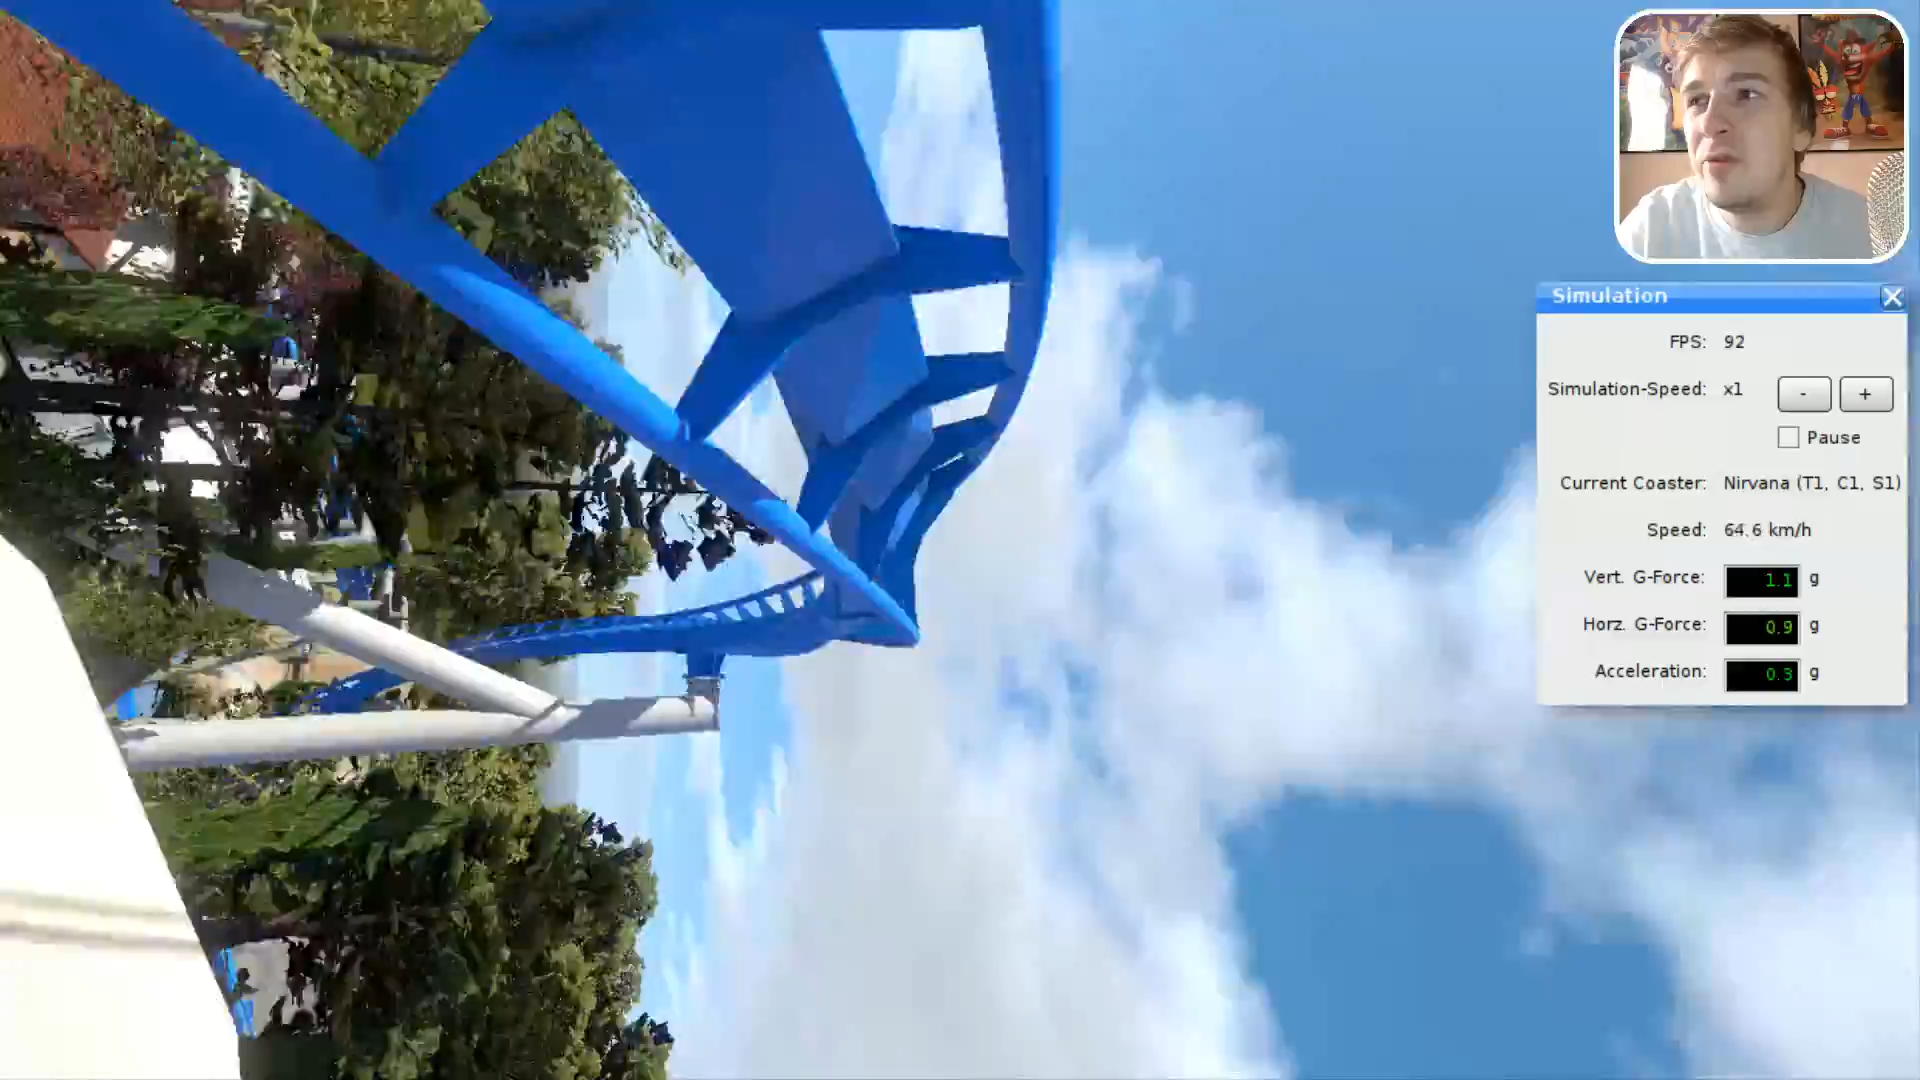 Simulation
FPS: 92
Simulation-Speed: x1 - +
Pause
Current Coaster: Nirvana (T1, C1, S1)
Speed: 64.6 km/h
Vert. G-Force: 1.1 g
Horz. G-Force: 0.9 g
Acceleration: 0.3 g